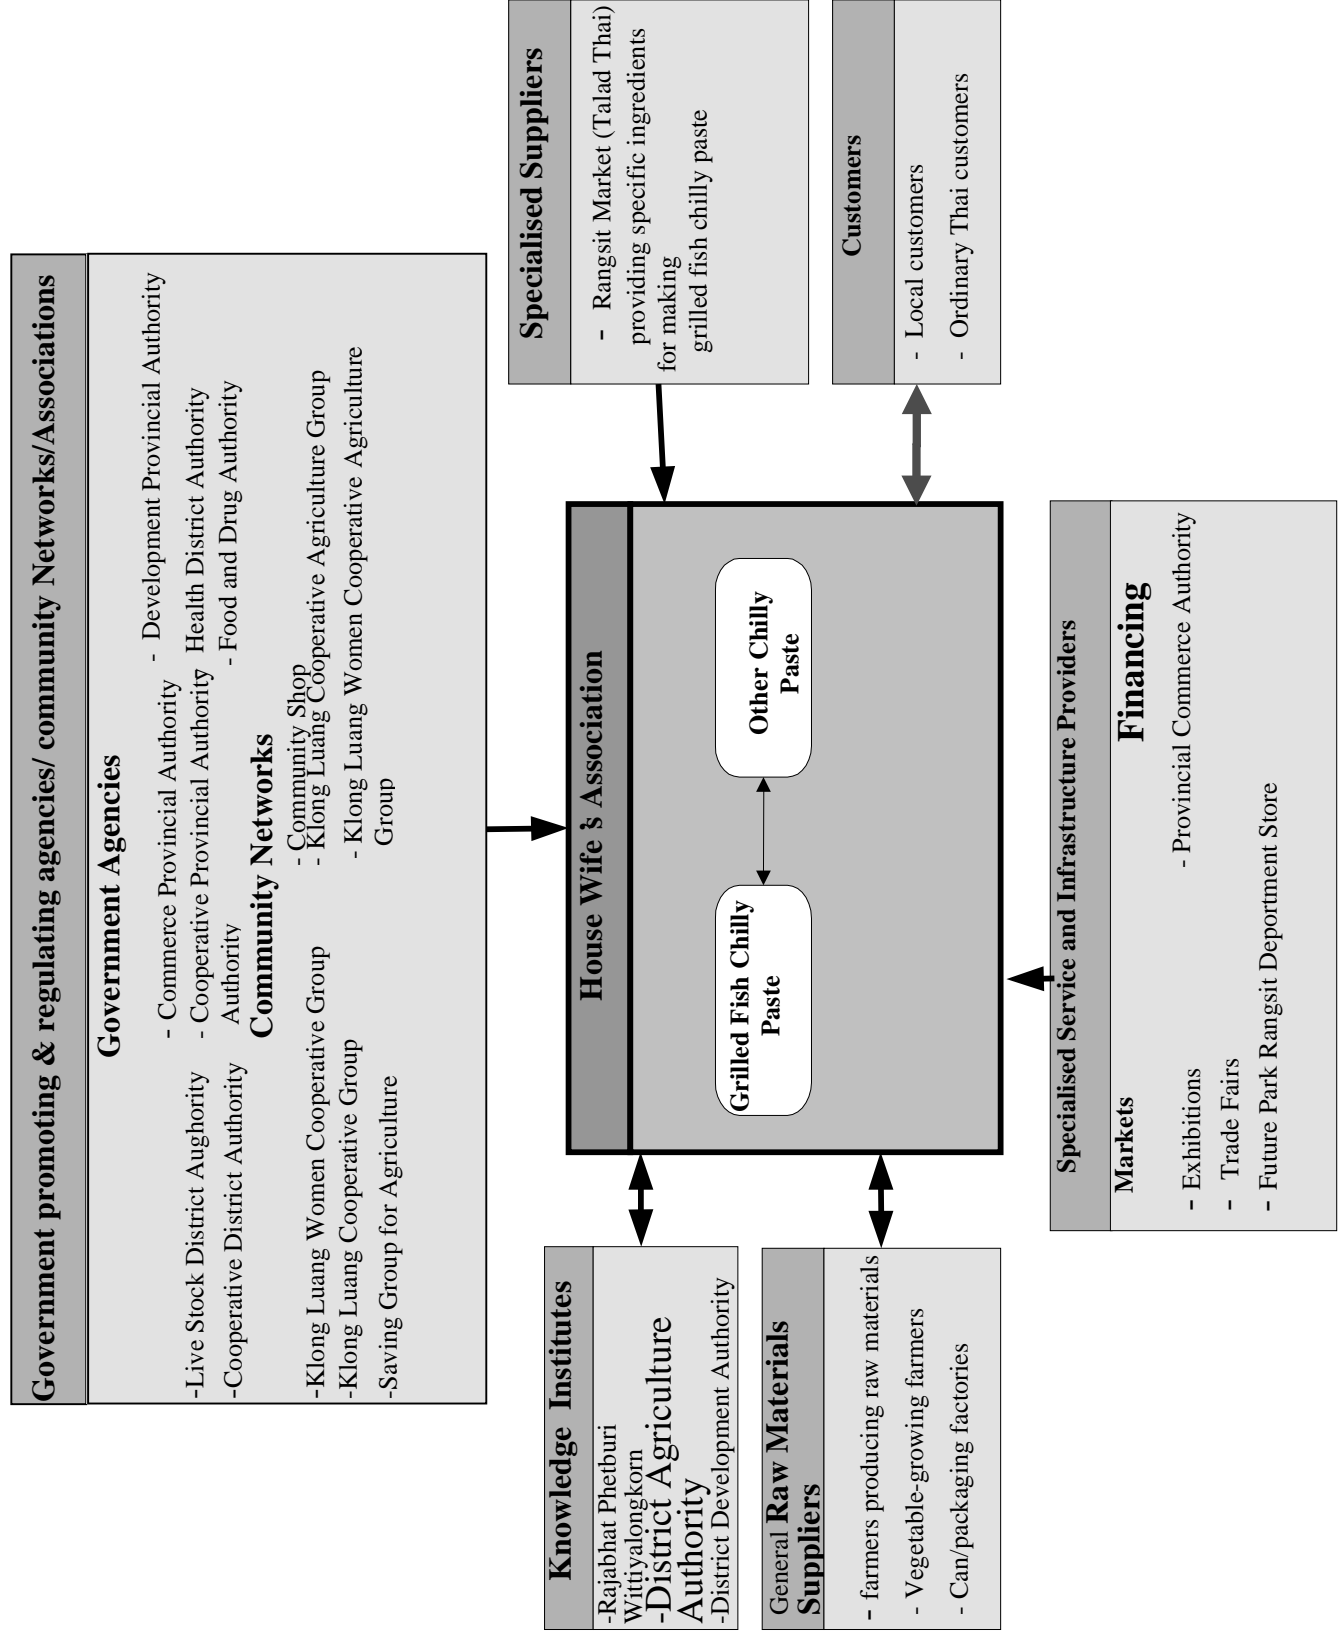 Government promoting & regulating agencies/ community Networks/Associations
Government Agencies
-Live Stock District Aughority
-Cooperative District Authority
- Commerce Provincial Authority
- Cooperative Provincial Authority
Authority
- Development Provincial Authority
Health District Authority
- Food and Drug Authority
Community Networks
-Klong Luang Women Cooperative Group
-Klong Luang Cooperative Group
-Saving Group for Agriculture
- Community Shop
- Klong Luang Cooperative Agriculture Group
- Klong Luang Women Cooperative Agriculture
Group
Knowledge Institutes
-Rajabhat Phetburi
Wittiyalongkorn
-District Agriculture
Authority
-District Development Authority
General Raw Materials
Suppliers
- farmers producing raw materials
- Vegetable-growing farmers
- Can/packaging factories
House Wife's Association
Grilled Fish Chilly
Paste
Other Chilly
Paste
Specialised Suppliers
- Rangsit Market (Talad Thai)
providing specific ingredients
for making
grilled fish chilly paste
Customers
- Local customers
- Ordinary Thai customers
Specialised Service and Infrastructure Providers
Markets
- Exhibitions
- Trade Fairs
- Future Park Rangsit Deportment Store
Financing
- Provincial Commerce Authority